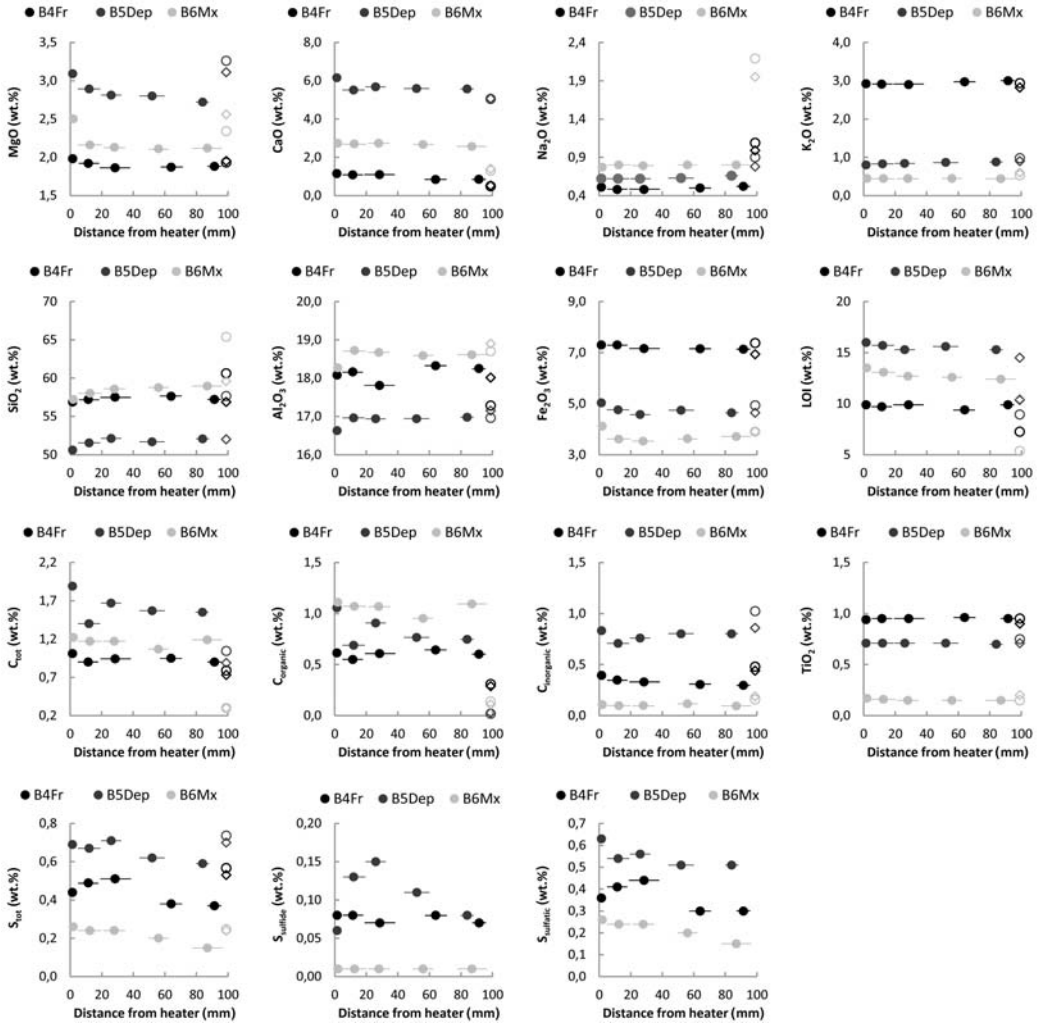 B4Fr B5Dep B6Mx B4Fr B5Dep B6Mx B4Fr B5Dep B6Mx B4Fr B5Dep B6Mx
MgO (wt.%)
3,5
3,0
2,5
2,0
1,5
0 20 40 60 80 100
Distance from heater (mm)
CaO (wt.%)
8,0
6,0
4,0
2,0
0,0
0 20 40 60 80 100
Distance from heater (mm)
Na2O (wt.%)
2,4
1,9
1,4
0,9
0,4
0 20 40 60 80 100
Distance from heater (mm)
K2O (wt.%)
4,0
3,0
2,0
1,0
0,0
0 20 40 60 80 100
Distance from heater (mm)
B4Fr B5Dep B6Mx B4Fr B5Dep B6Mx B4Fr B5Dep B6Mx B4Fr B5Dep B6Mx
SiO2 (wt.%)
70
65
60
55
50
0 20 40 60 80 100
Distance from heater (mm)
Al2O3 (wt.%)
20,0
19,0
18,0
17,0
16,0
0 20 40 60 80 100
Distance from heater (mm)
Fe2O3 (wt.%)
9,0
7,0
5,0
3,0
0 20 40 60 80 100
Distance from heater (mm)
LOI (wt.%)
20
15
10
5
0 20 40 60 80 100
Distance from heater (mm)
B4Fr B5Dep B6Mx B4Fr B5Dep B6Mx B4Fr B5Dep B6Mx B4Fr B5Dep B6Mx
Ctot (wt.%)
2,2
1,7
1,2
0,7
0,2
0 20 40 60 80 100
Distance from heater (mm)
Corganic (wt.%)
1,5
1,0
0,5
0,0
0 20 40 60 80 100
Distance from heater (mm)
Cinorganic (wt.%)
1,5
1,0
0,5
0,0
0 20 40 60 80 100
Distance from heater (mm)
TiO2 (wt.%)
1,5
1,0
0,5
0,0
0 20 40 60 80 100
Distance from heater (mm)
B4Fr B5Dep B6Mx B4Fr B5Dep B6Mx B4Fr B5Dep B6Mx
Stot (wt.%)
0,8
0,6
0,4
0,2
0,0
0 20 40 60 80 100
Distance from heater (mm)
Ssulfide (wt.%)
0,20
0,15
0,10
0,05
0,00
0 20 40 60 80 100
Distance from heater (mm)
Ssulfatic (wt.%)
0,7
0,6
0,5
0,4
0,3
0,2
0,1
0,0
0 20 40 60 80 100
Distance from heater (mm)